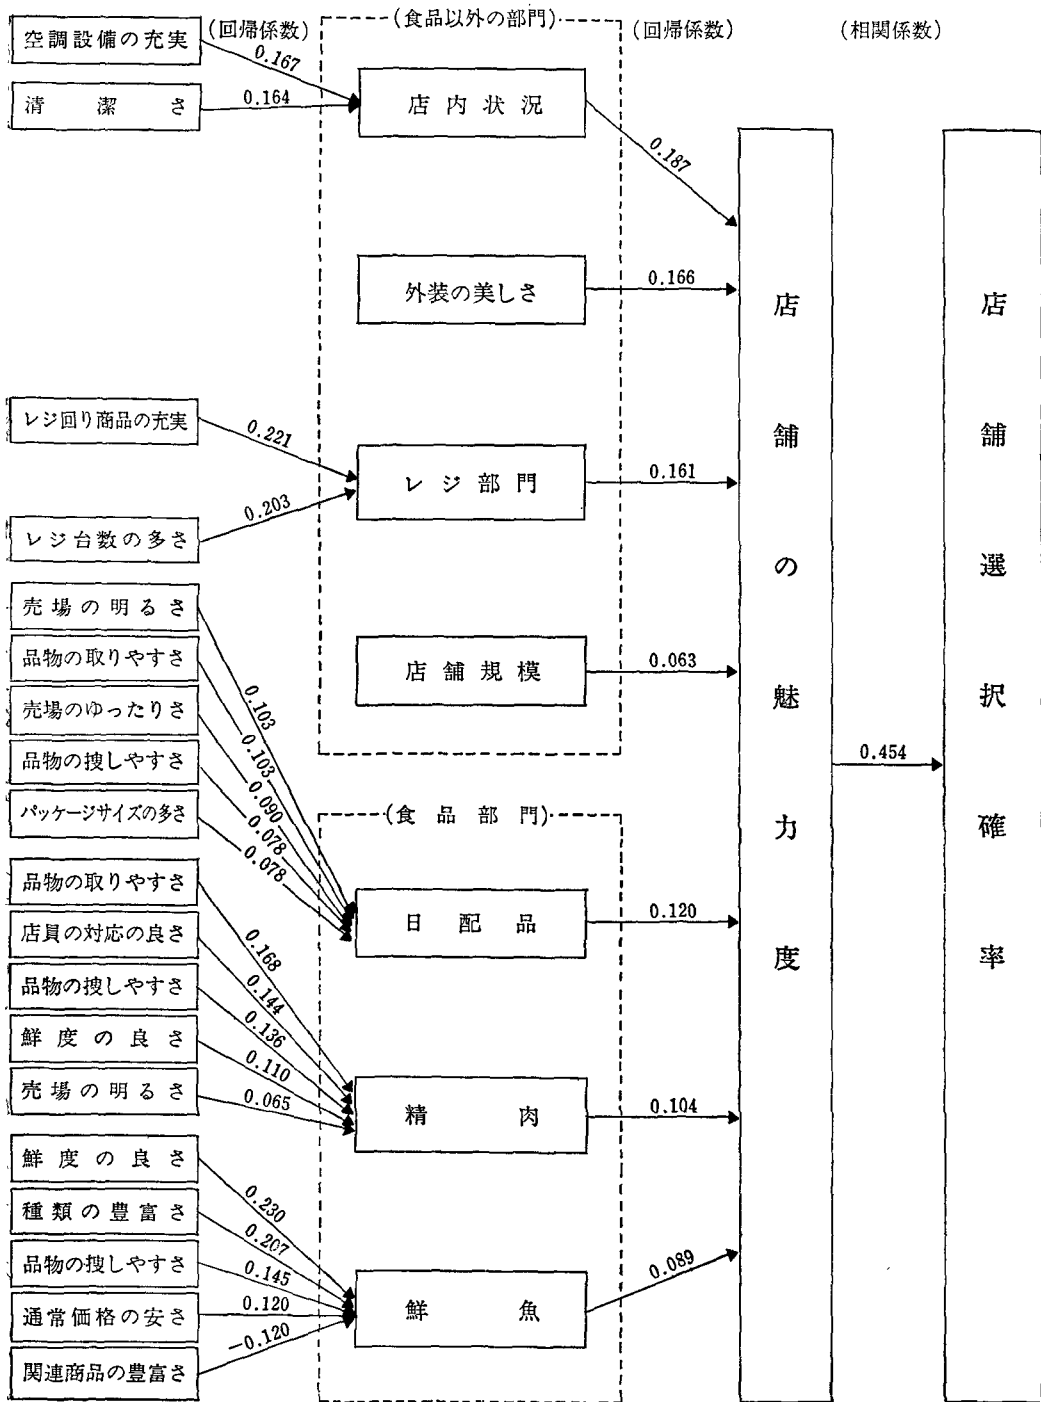 (回帰係数)
(食品以外の部門)
(回帰係数)
(相関係数)
空調設備の充実
0.167
清潔さ
0.164
店内状況
0.187
外装の美しさ
0.166
レジ回り商品の充実
0.221
レジ台数の多さ
0.203
レジ部門
0.161
店舗規模
0.063
売場の明るさ
0.103
品物の取りやすさ
0.103
売場のゆったりさ
0.090
品物の捜しやすさ
0.078
パッケージサイズの多さ
0.078
(食品部門)
日配品
0.120
品物の取りやすさ
0.168
店員の対応の良さ
0.144
品物の捜しやすさ
0.136
鮮度の良さ
0.110
売場の明るさ
0.065
精肉
0.104
鮮度の良さ
0.230
種類の豊富さ
0.207
品物の捜しやすさ
0.145
通常価格の安さ
0.120
関連商品の豊富さ
−0.120
鮮魚
0.089
店舗の魅力度
0.454
店舗選択確率